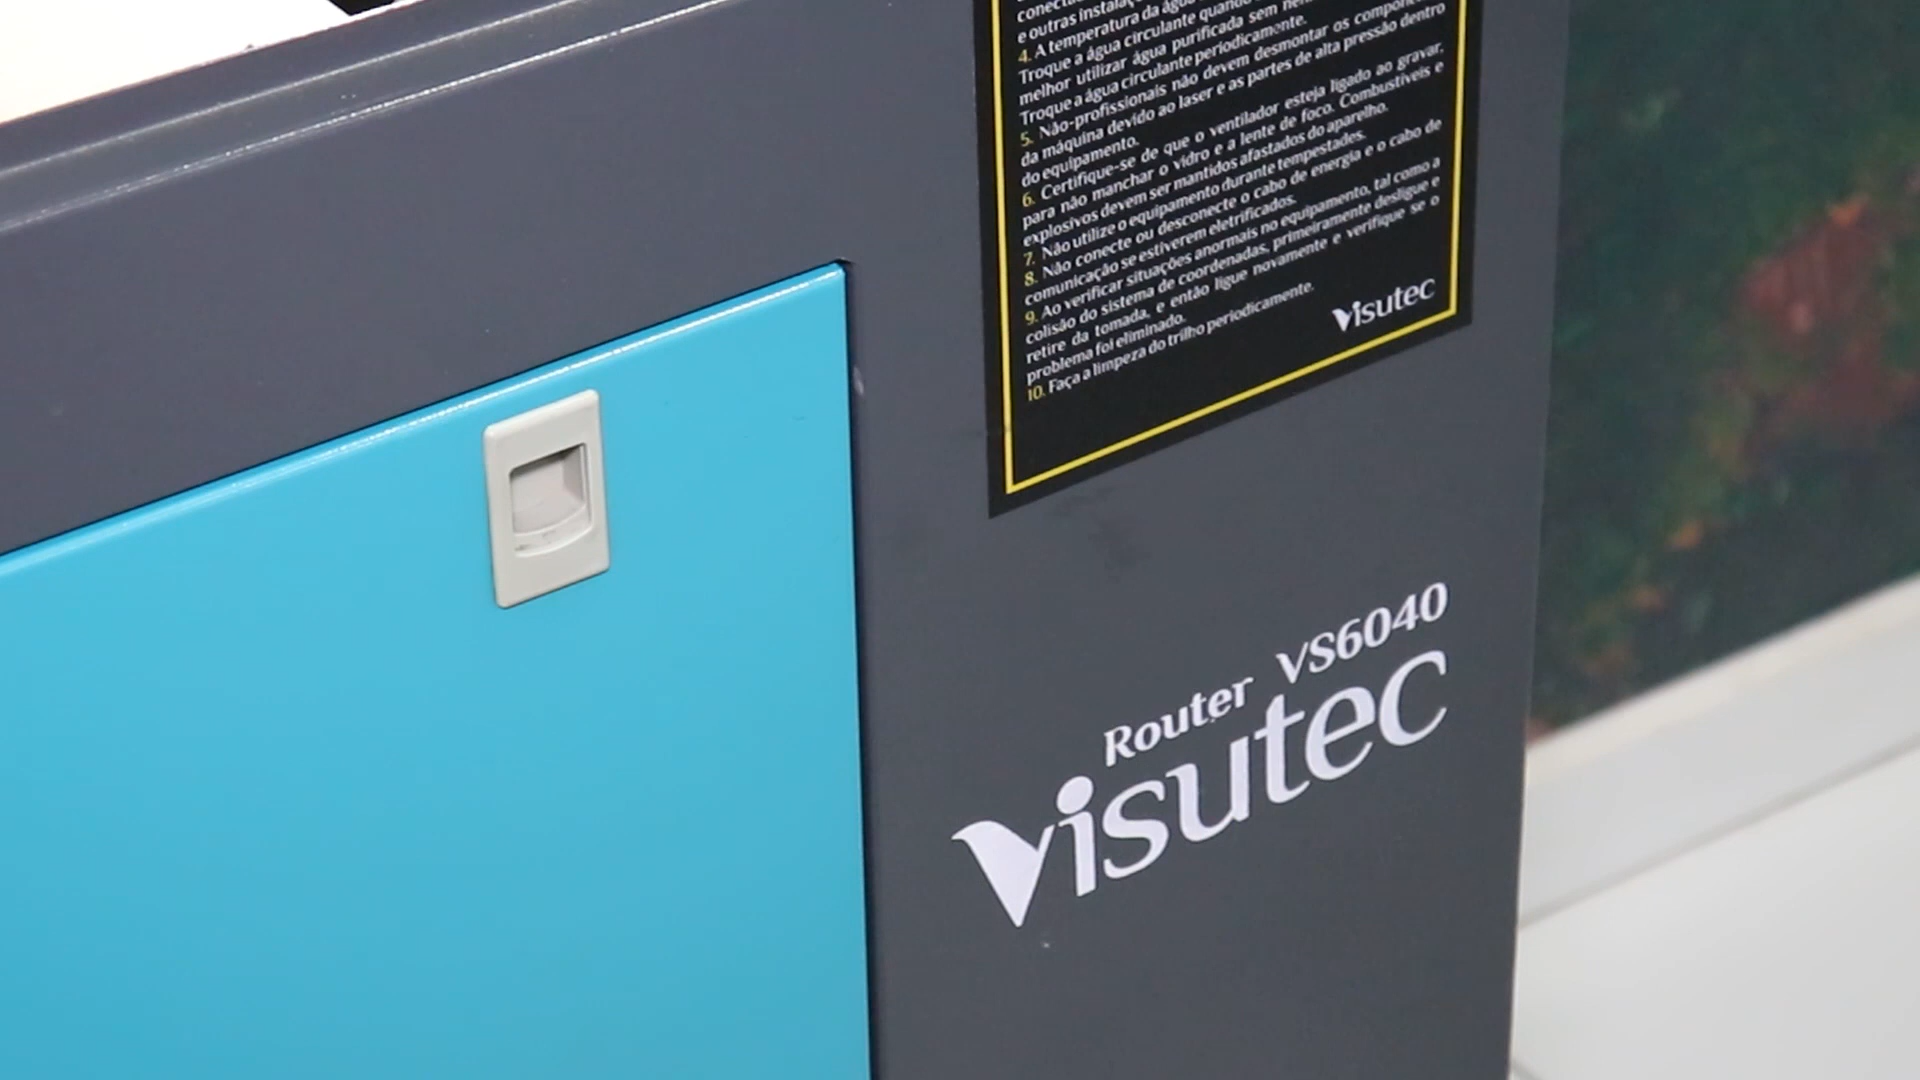 conecta
e outras instalaç
4. A temperatura da águ
Troque a água circulante quando
melhor utilizar água purificada sem
Troque a água circulante periodicamente.
5. Não-profissionais não devem desmontar os compone
da máquina devido ao laser e as partes de alta pressão dentro
do equipamento.
6. Certifique-se de que o ventilador esteja ligado ao gravar,
para não manchar o vidro e a lente de foco. Combustíveis e
explosivos devem ser mantidos afastados do aparelho.
7. Não utilize o equipamento durante tempestades.
8. Não conecte ou desconecte o cabo de energia e o cabo de
comunicação se estiverem eletrificados.
9. Ao verificar situações anormais no equipamento, tal como a
colisão do sistema de coordenadas, primeiramente desligue e
retire da tomada, e então ligue novamente e verifique se o
problema foi eliminado.
10. Faça a limpeza do trilho periodicamente.
Visutec
Router VS6040
Visutec